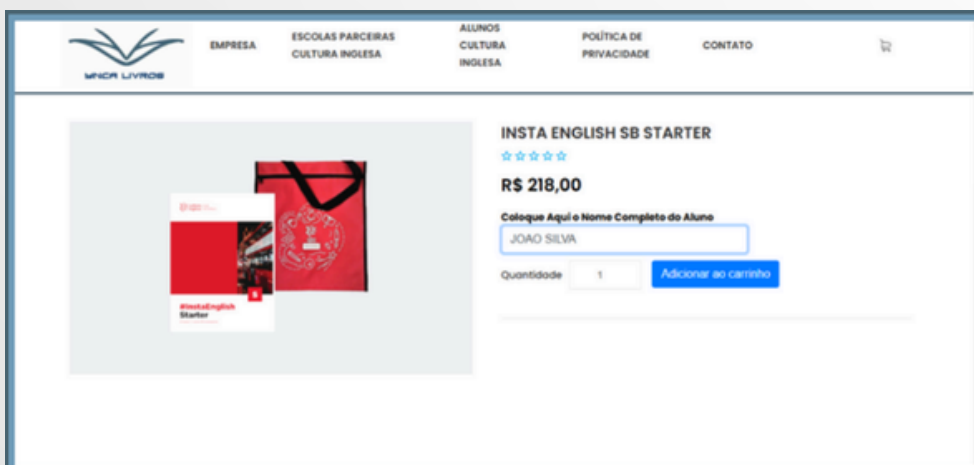 WNCA LIVROS
EMPRESA
ESCOLAS PARCEIRAS
CULTURA INGLESA
ALUNOS
CULTURA
INGLESA
POLÍTICA DE
PRIVACIDADE
CONTATO
INSTA ENGLISH SB STARTER
R$ 218,00
Coloque Aqui o Nome Completo do Aluno
JOAO SILVA
Quantidade 1 Adicionar ao carrinho
#InstaEnglish
Starter
S